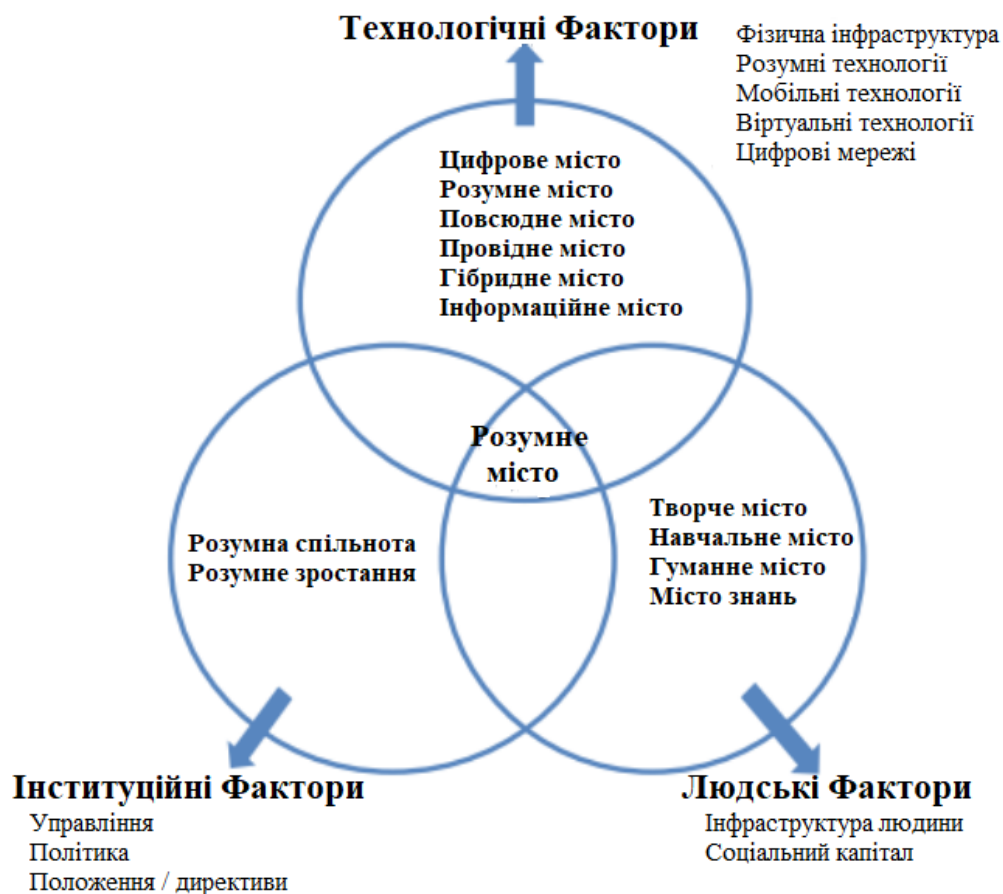 Технологічні Фактори
Фізична інфраструктура
Розумні технології
Мобільні технології
Віртуальні технології
Цифрові мережі
Цифрове місто
Розумне місто
Повсюдне місто
Провідне місто
Гібридне місто
Інформаційне місто
Розумне
місто
Розумна спільнота
Розумне зростання
Творче місто
Навчальне місто
Гуманне місто
Місто знань
Інституційні Фактори
Управління
Політика
Положення / директиви
Людські Фактори
Інфраструктура людини
Соціальний капітал